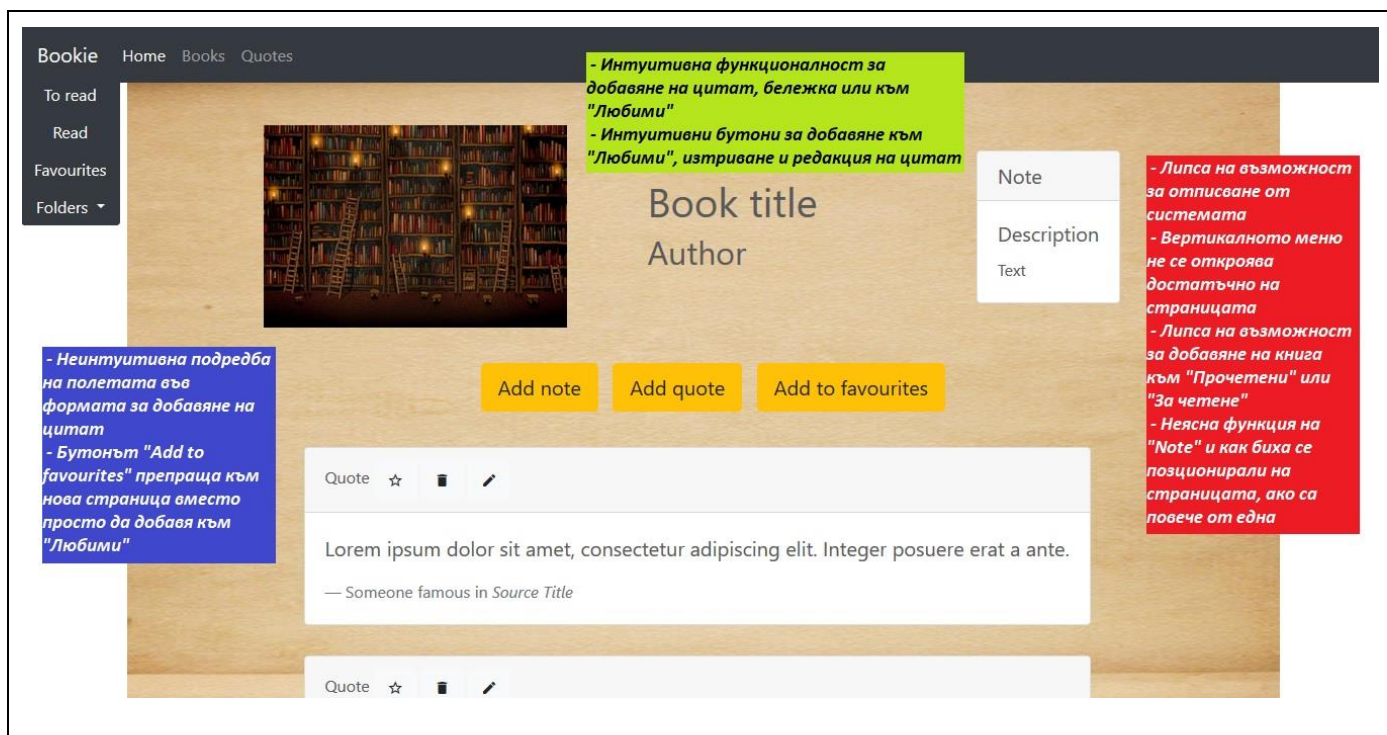 Bookie Home Books Quotes
To read
Read
Favourites
Folders
- Интуитивна функционалност за
добавяне на цитат, бележка или към
"Любими"
- Интуитивни бутони за добавяне към
"Любими", изтриване и редакция на цитат
Book title
Author
Note
Description
Text
- Липса на възможност
за отписване от
системата
- Вертикалното меню
не се откроява
достатъчно на
страницата
- Липса на възможност
за добавяне на книга
към "Прочетени" или
"За четене"
- Неясна функция на
"Note" и как биха се
позционирали на
страницата, ако са
повече от една
- Неинтуитивна подредба
на полетата във
формата за добавяне на
цитат
- Бутонът "Add to
favourites" препраща към
нова страница вместо
просто да добавя към
"Любими"
Add note Add quote Add to favourites
Quote
Lorem ipsum dolor sit amet, consectetur adipiscing elit. Integer posuere erat a ante.
— Someone famous in Source Title
Quote